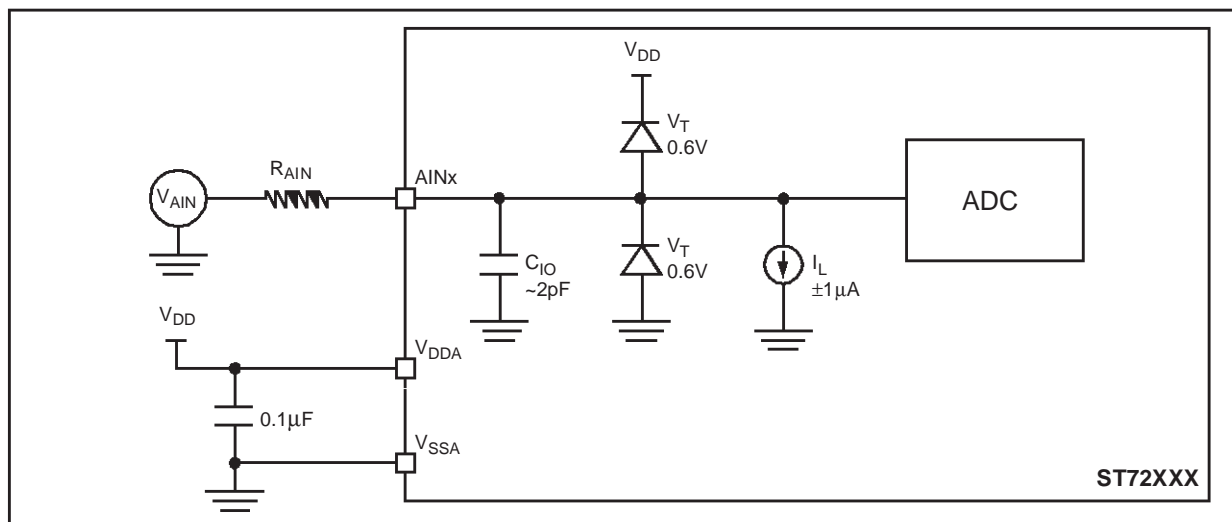 V_DD
V_T
0.6V
R_AIN
AINx
V_AIN
ADC
V_T
0.6V
C_IO
~2pF
I_L
±1μA
V_DD
V_DDA
0.1μF
V_SSA
ST72XXX